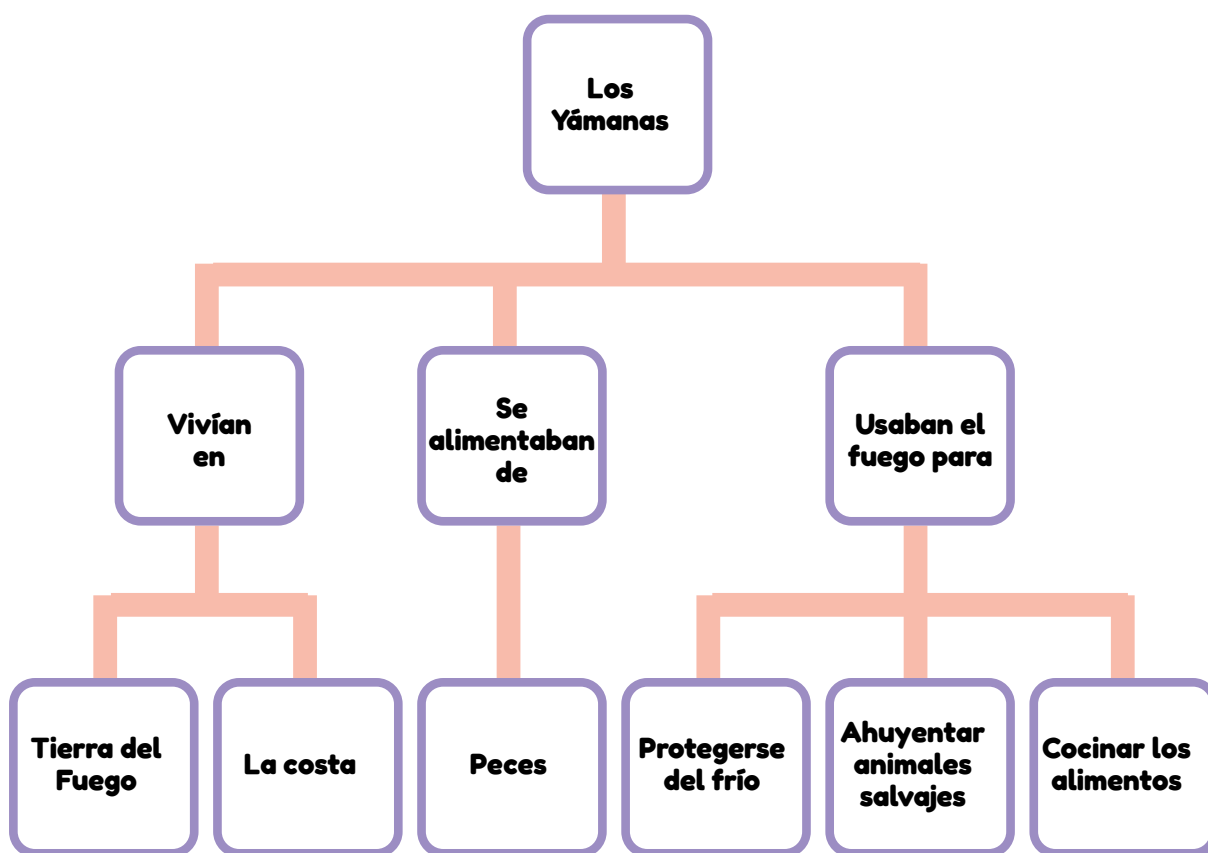 Los
Yámanas
Vivían
en
Se
alimentaban
de
Usaban el
fuego para
Tierra del
Fuego
La costa
Peces
Protegerse
del frío
Ahuyentar
animales
salvajes
Cocinar los
alimentos